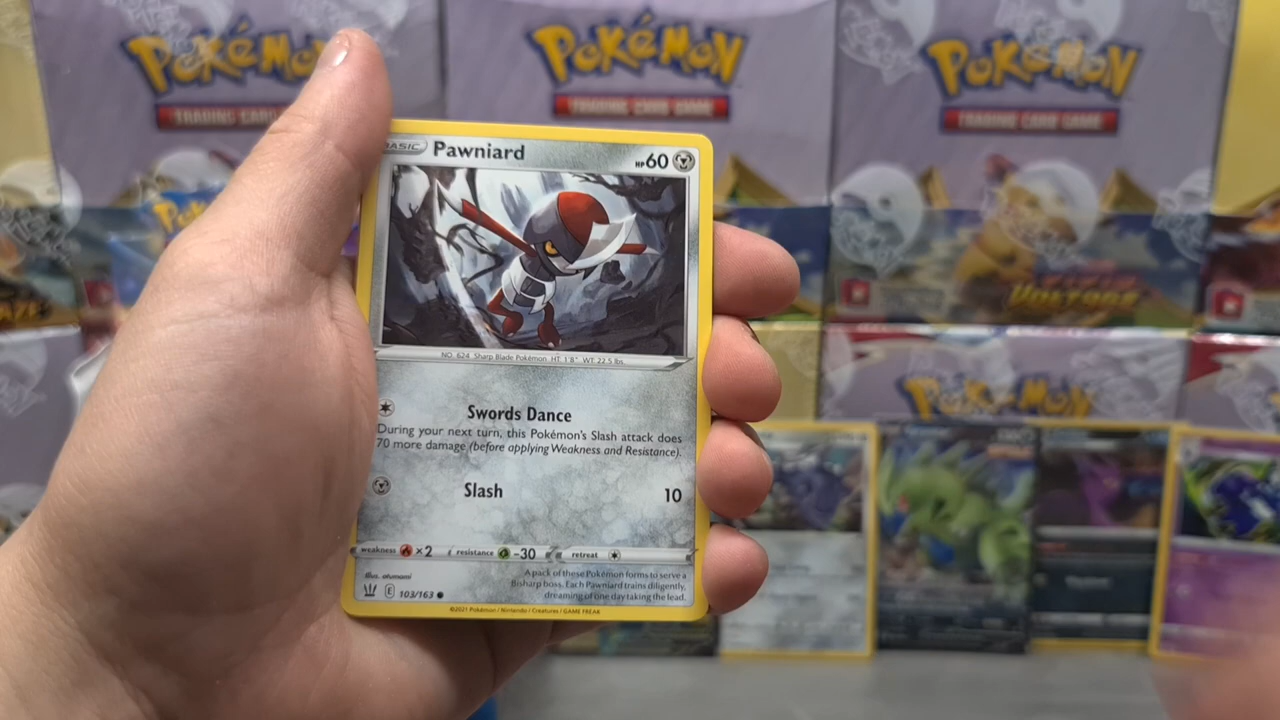 POKéMON
POKéMON
POKéMON
TRADING CARD
TRADING CARD GAME
TRADING CARD GAME
BASIC Pawniard HP60
NO. 624 Sharp Blade Pokémon HT: 1'8" WT: 22.5 lbs.
Swords Dance
During your next turn, this Pokémon's Slash attack does
70 more damage (before applying Weakness and Resistance).
Slash 10
weakness ×2 resistance -30 retreat
Illus. otumami
A pack of these Pokémon forms to serve a
Bisharp boss. Each Pawniard trains diligently,
dreaming of one day taking the lead.
E 103/163
©2021 Pokémon / Nintendo / Creatures / GAME FREAK
VOLTAGE
POKéMON